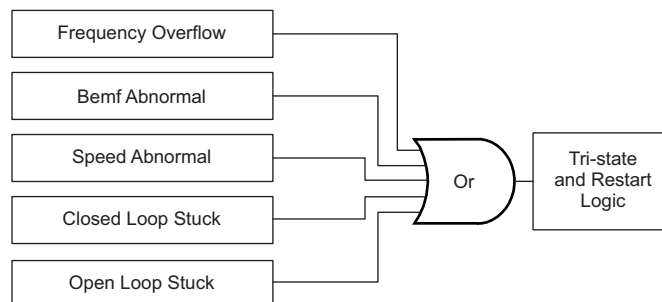 Frequency Overflow
Bemf Abnormal
Speed Abnormal
Closed Loop Stuck
Open Loop Stuck
Or
Tri-state
and Restart
Logic